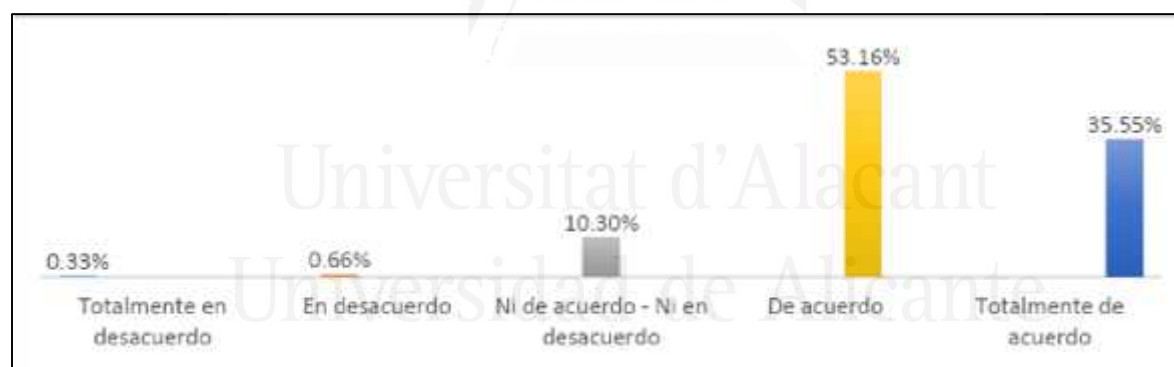 53.16%
35.55%
Universitat d'Alacant
10.30%
0.33%
0.66%
Universidad de Alicante
Totalmente en
desacuerdo
En desacuerdo
Ni de acuerdo - Ni en
desacuerdo
De acuerdo
Totalmente de
acuerdo